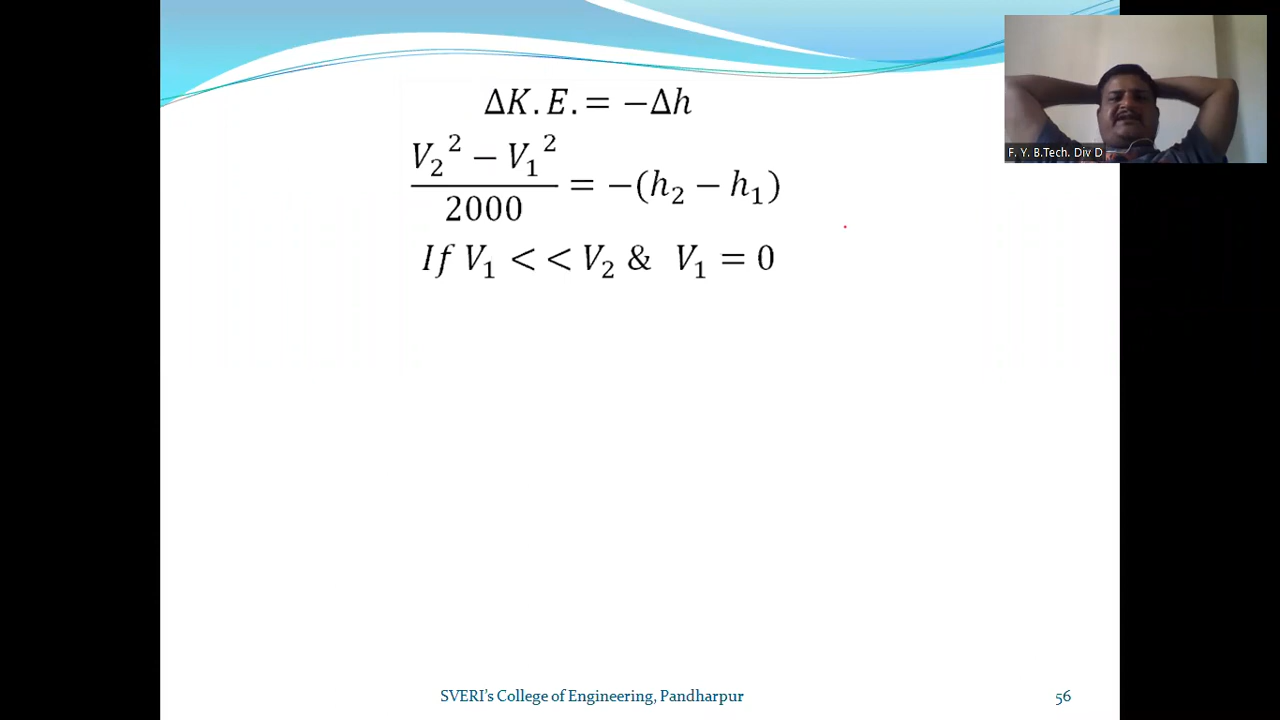 ΔK.E.= −Δh
V₂² − V₁²
2000
= −(h₂ − h₁)
If V₁ < < V₂ & V₁ = 0
F. Y. B.Tech. Div D
SVERI's College of Engineering, Pandharpur
56